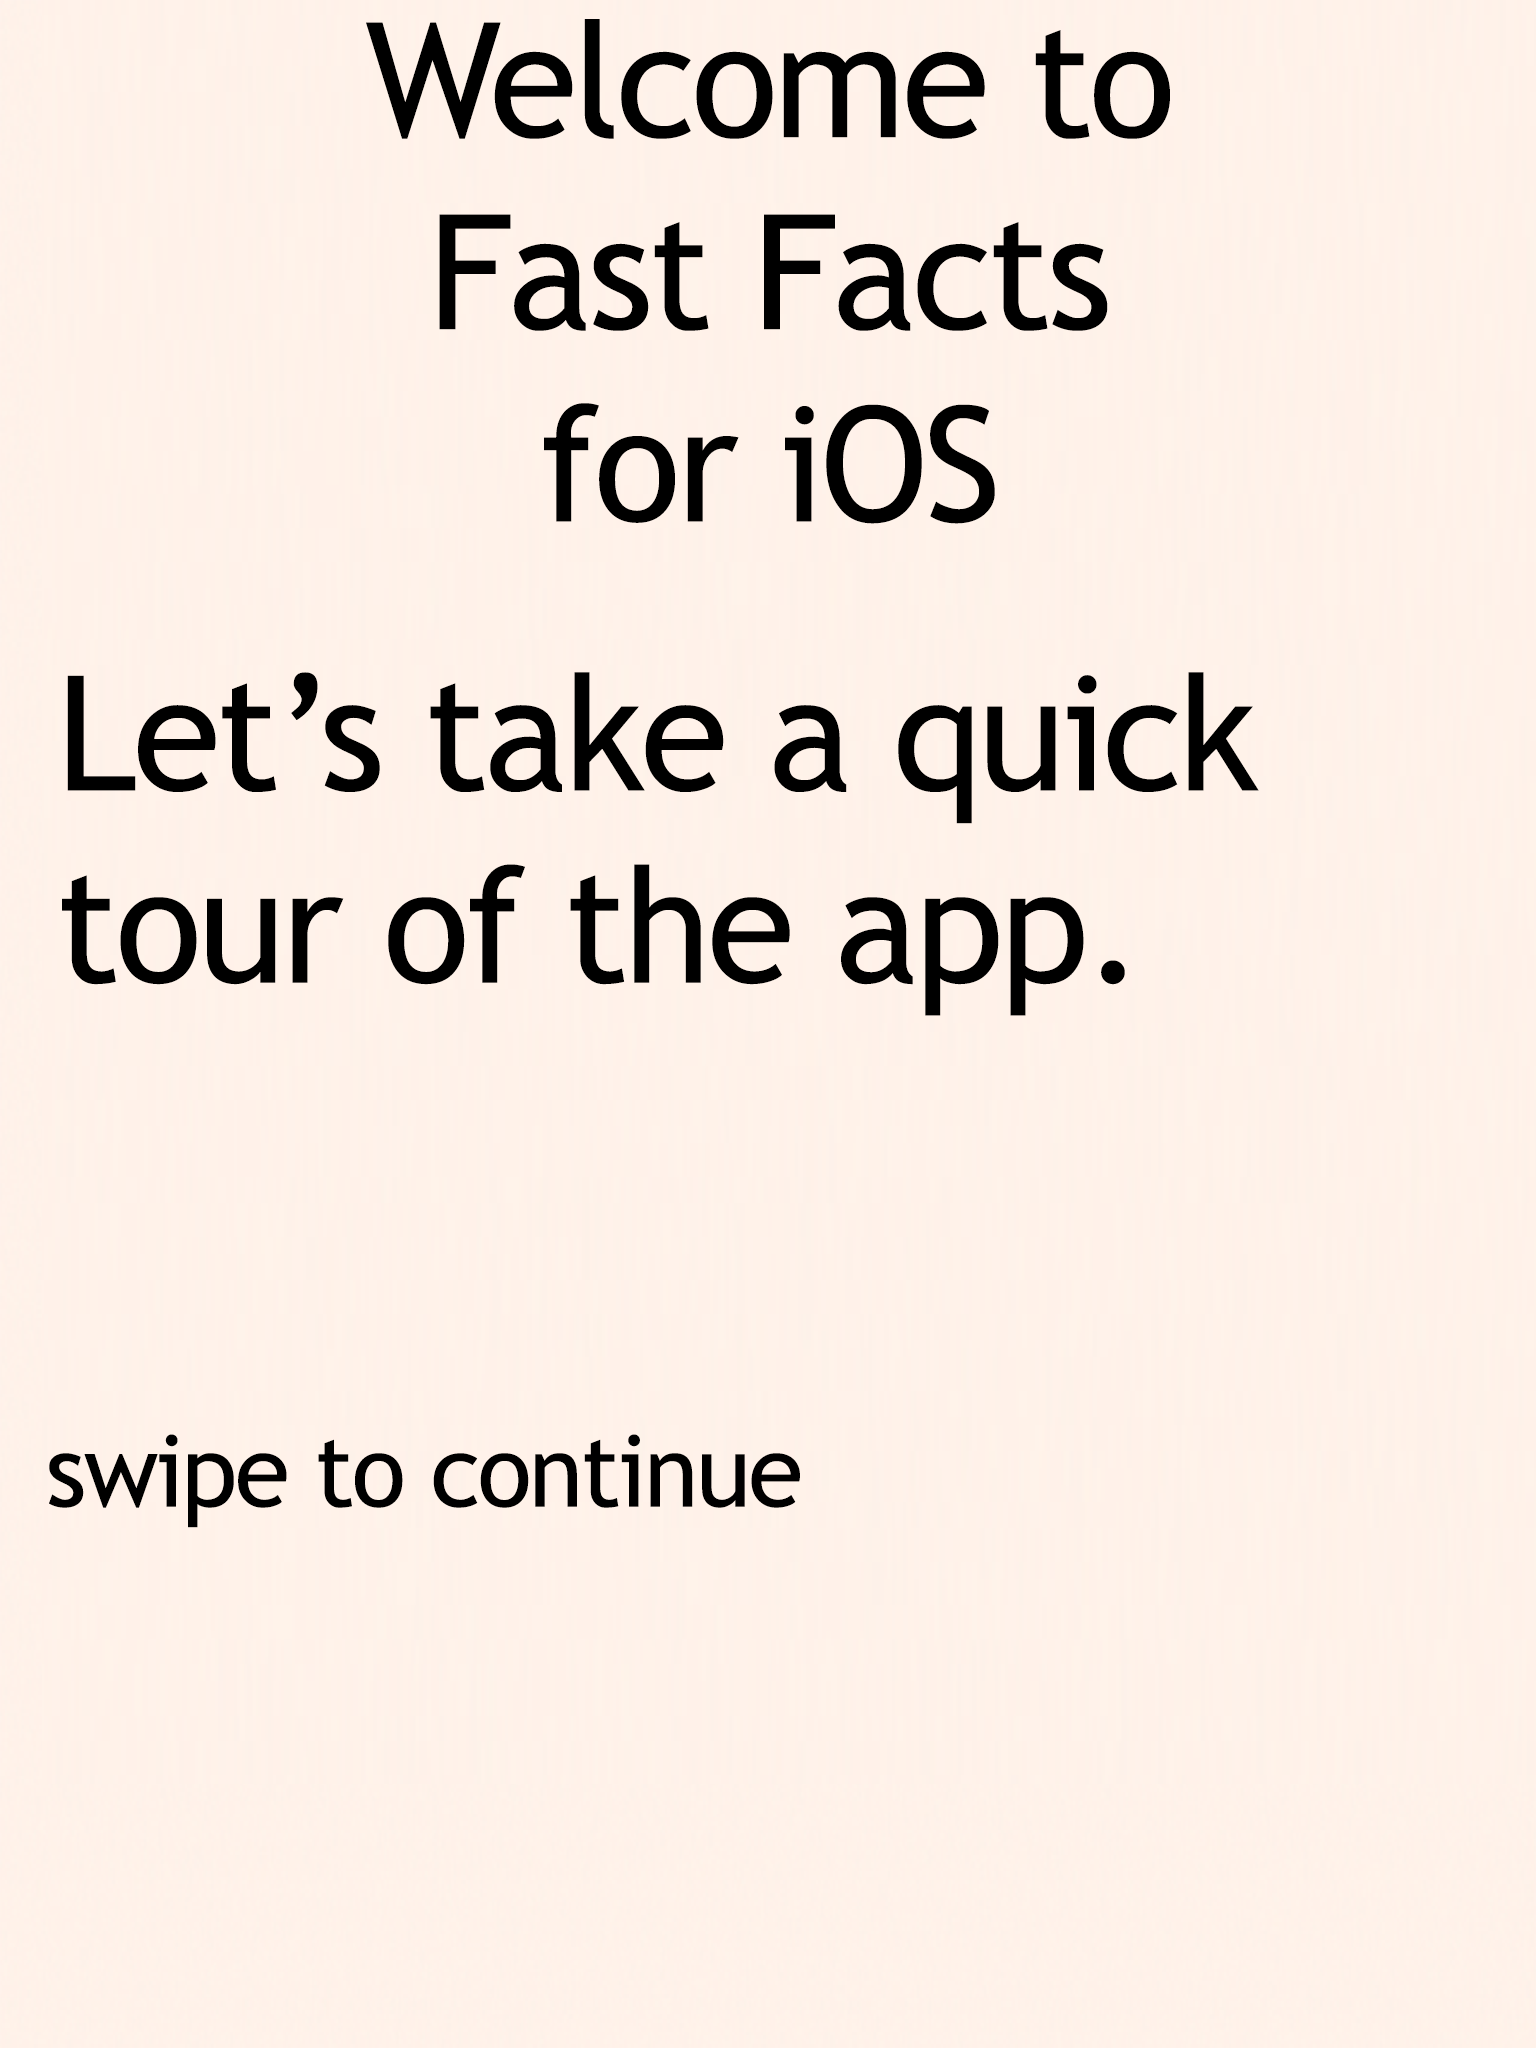 Welcome to
Fast Facts
for iOS
Let’s take a quick
tour of the app.
swipe to continue